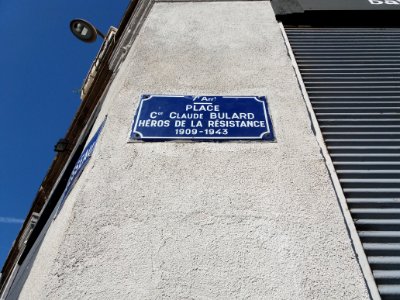 7e Arrt
PLACE
Cdt CLAUDE BULARD
HÉROS DE LA RÉSISTANCE
1909-1943